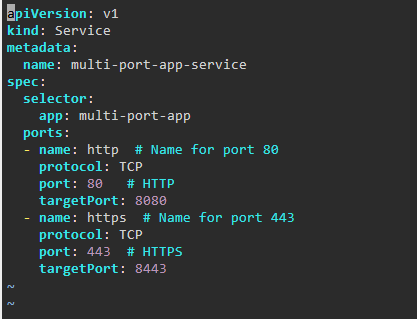 apiVersion: v1
kind: Service
metadata:
  name: multi-port-app-service
spec:
  selector:
    app: multi-port-app
  ports:
  - name: http  # Name for port 80
    protocol: TCP
    port: 80   # HTTP
    targetPort: 8080
  - name: https  # Name for port 443
    protocol: TCP
    port: 443  # HTTPS
    targetPort: 8443
~
~